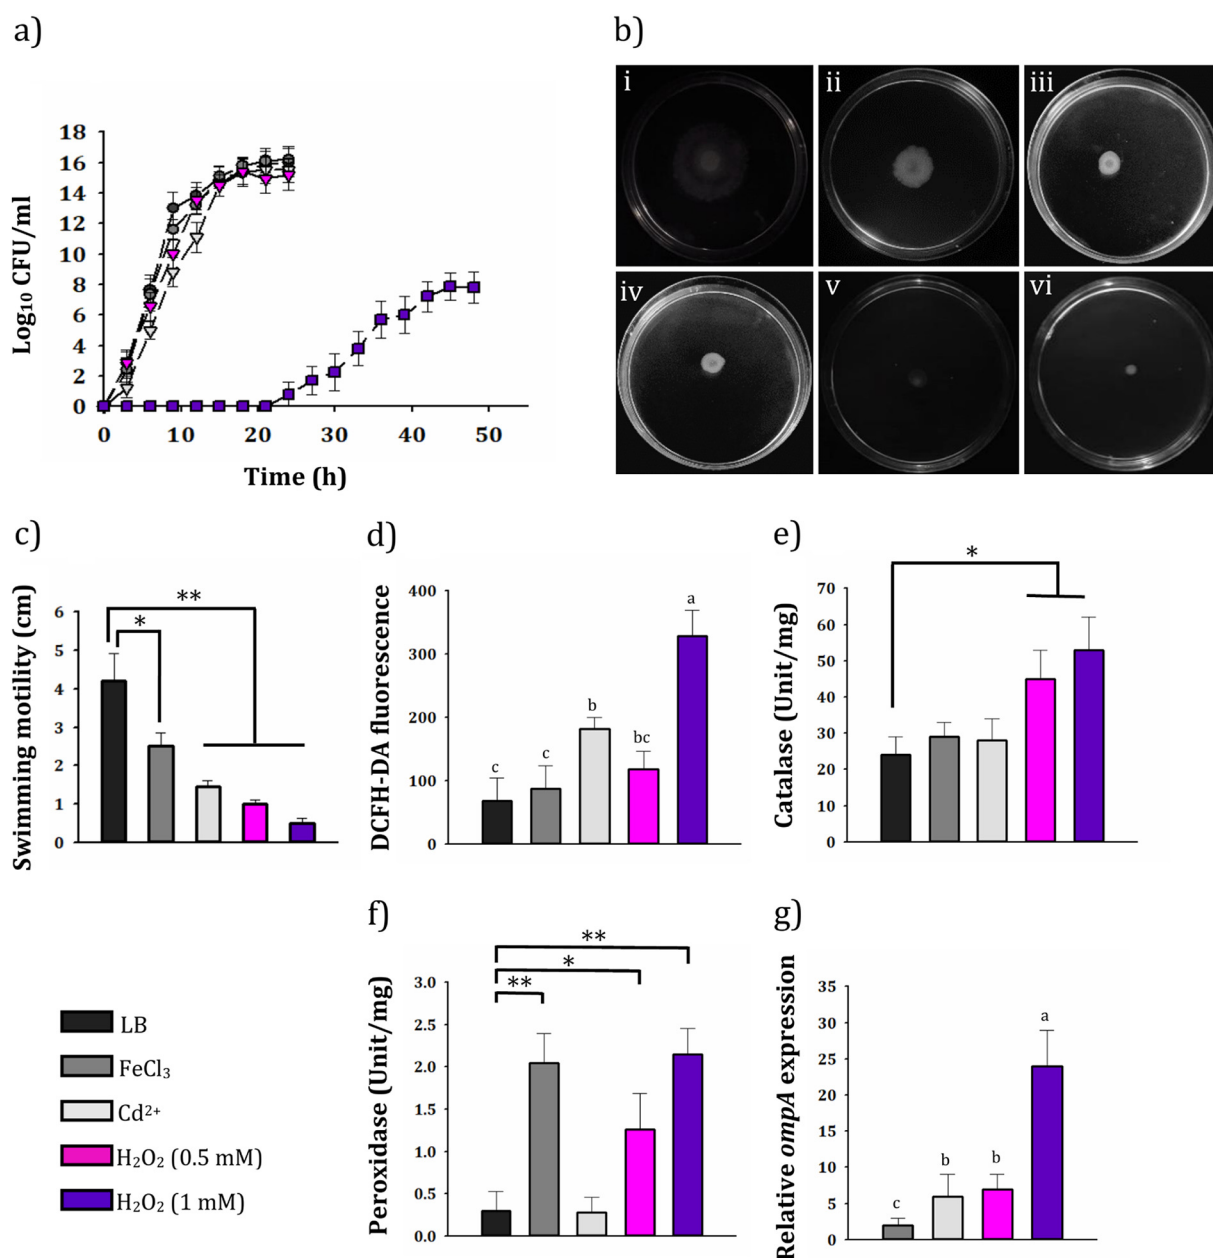 a)
18
16
14
12
10
8
6
4
2
0
Log₁₀ CFU/ml
0 10 20 30 40 50
Time (h)
b)
i ii iii
iv v vi
c)
6
5
4
3
2
1
0
Swimming motility (cm)
**
*
d)
400
300
200
100
0
DCFH-DA fluorescence
c c b bc a
e)
70
60
50
40
30
20
10
0
Catalase (Unit/mg)
*
f)
3.0
2.5
2.0
1.5
1.0
0.5
0.0
Peroxidase (Unit/mg)
**
*
**
g)
35
30
25
20
15
10
5
0
Relative ompA expression
c b b a
LB
FeCl₃
Cd²⁺
H₂O₂ (0.5 mM)
H₂O₂ (1 mM)